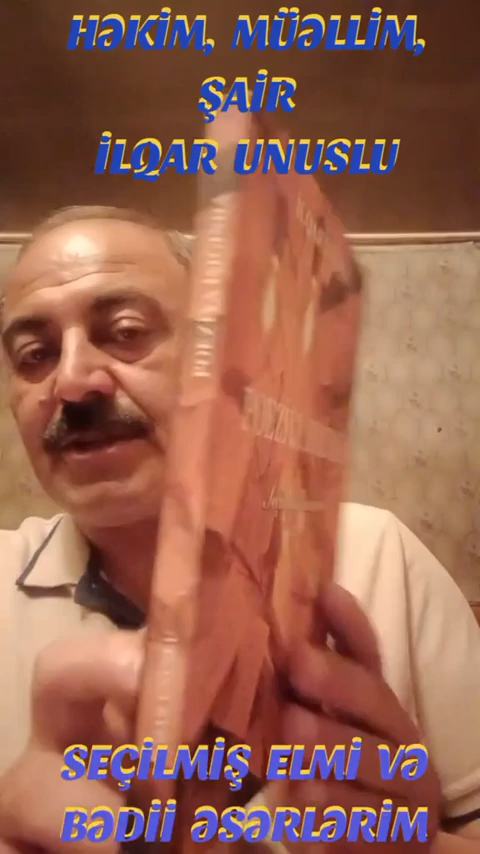 HƏKİM, MÜƏLLİM,
ŞAİR
İLQAR UNUSLU
SEÇİLMİŞ ELMİ VƏ
BƏDİİ ƏSƏRLƏRİM